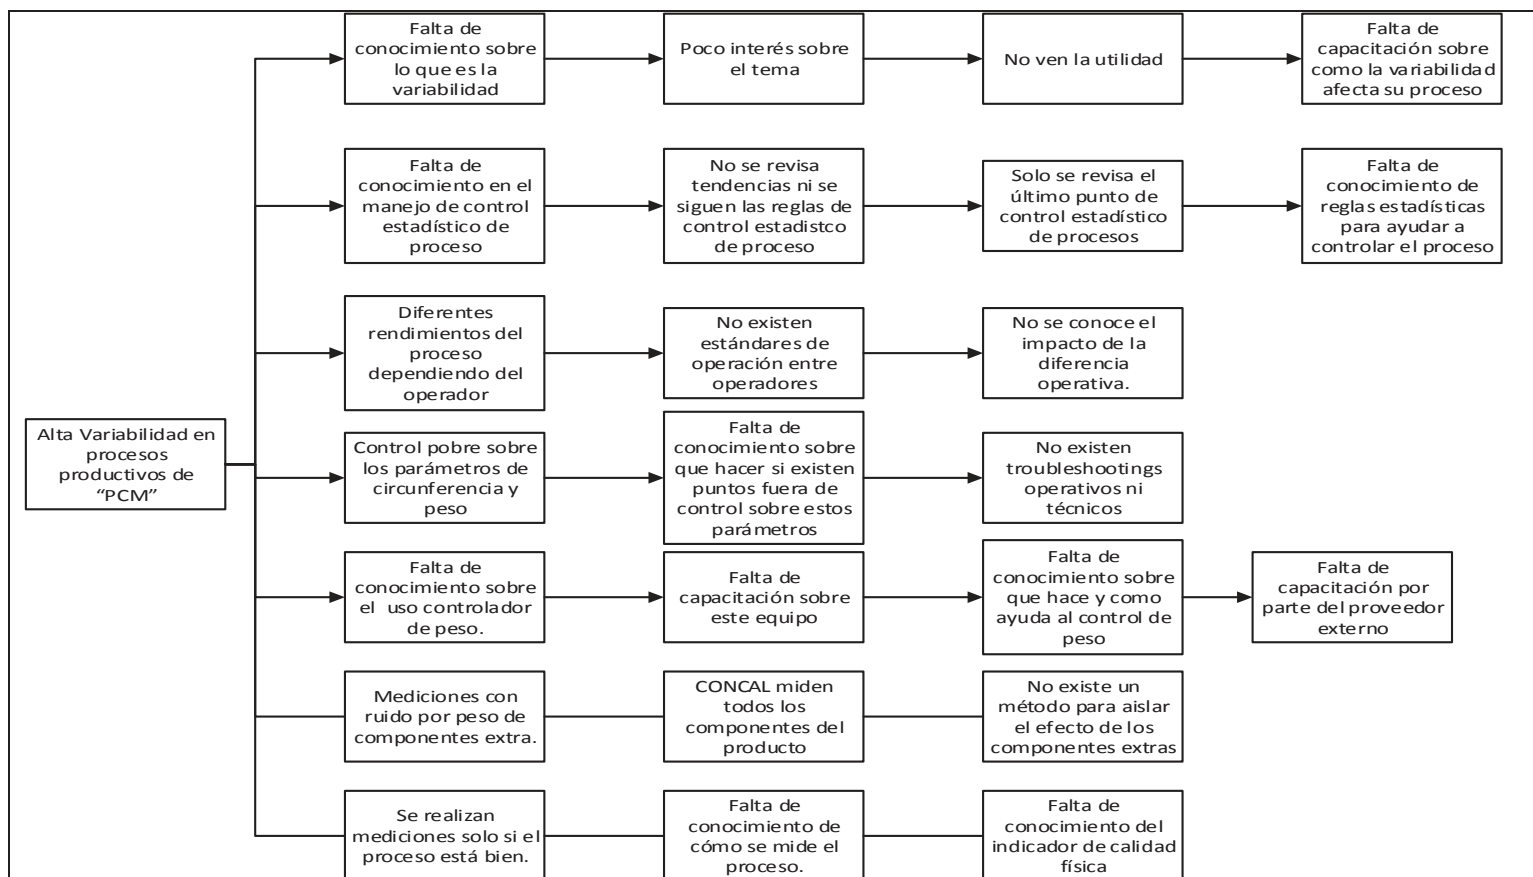 Falta de
conocimiento sobre
lo que es la
variabilidad
Poco interés sobre
el tema
No ven la utilidad
Falta de
capacitación sobre
como la variabilidad
afecta su proceso
Falta de
conocimiento en el
manejo de control
estadístico de
proceso
No se revisa
tendencias ni se
siguen las reglas de
control estadistco
de proceso
Solo se revisa el
último punto de
control estadístico
de procesos
Falta de
conocimiento de
reglas estadísticas
para ayudar a
controlar el proceso
Diferentes
rendimientos del
proceso
dependiendo del
operador
No existen
estándares de
operación entre
operadores
No se conoce el
impacto de la
diferencia
operativa.
Alta Variabilidad en
procesos
productivos de
“PCM”
Control pobre sobre
los parámetros de
circunferencia y
peso
Falta de
conocimiento sobre
que hacer si existen
puntos fuera de
control sobre estos
parámetros
No existen
troubleshootings
operativos ni
técnicos
Falta de
conocimiento sobre
el uso controlador
de peso.
Falta de
capacitación sobre
este equipo
Falta de
conocimiento sobre
que hace y como
ayuda al control de
peso
Falta de
capacitación por
parte del proveedor
externo
Mediciones con
ruido por peso de
componentes extra.
CONCAL miden
todos los
componentes del
producto
No existe un
método para aislar
el efecto de los
componentes extras
Se realizan
mediciones solo si el
proceso está bien.
Falta de
conocimiento de
cómo se mide el
proceso.
Falta de
conocimiento del
indicador de calidad
física